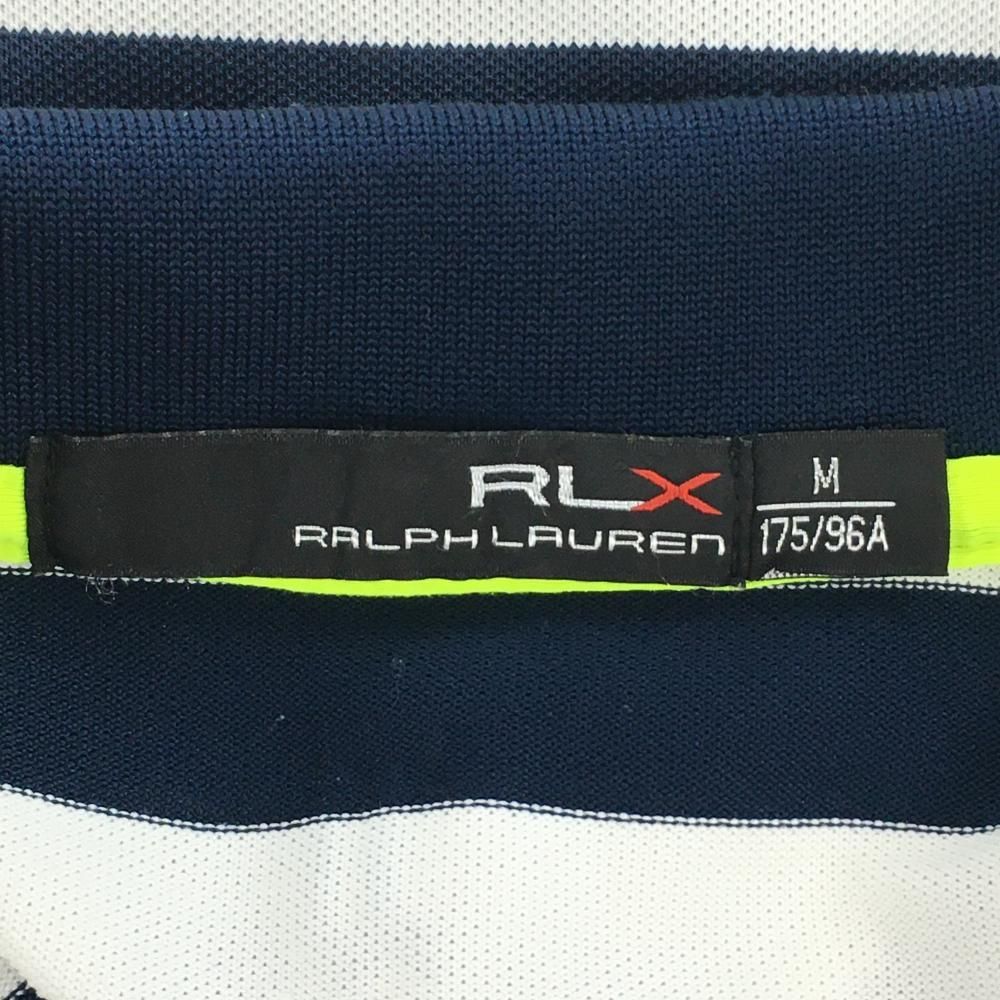 RLX
RALPH LAUREN
M
175/96A